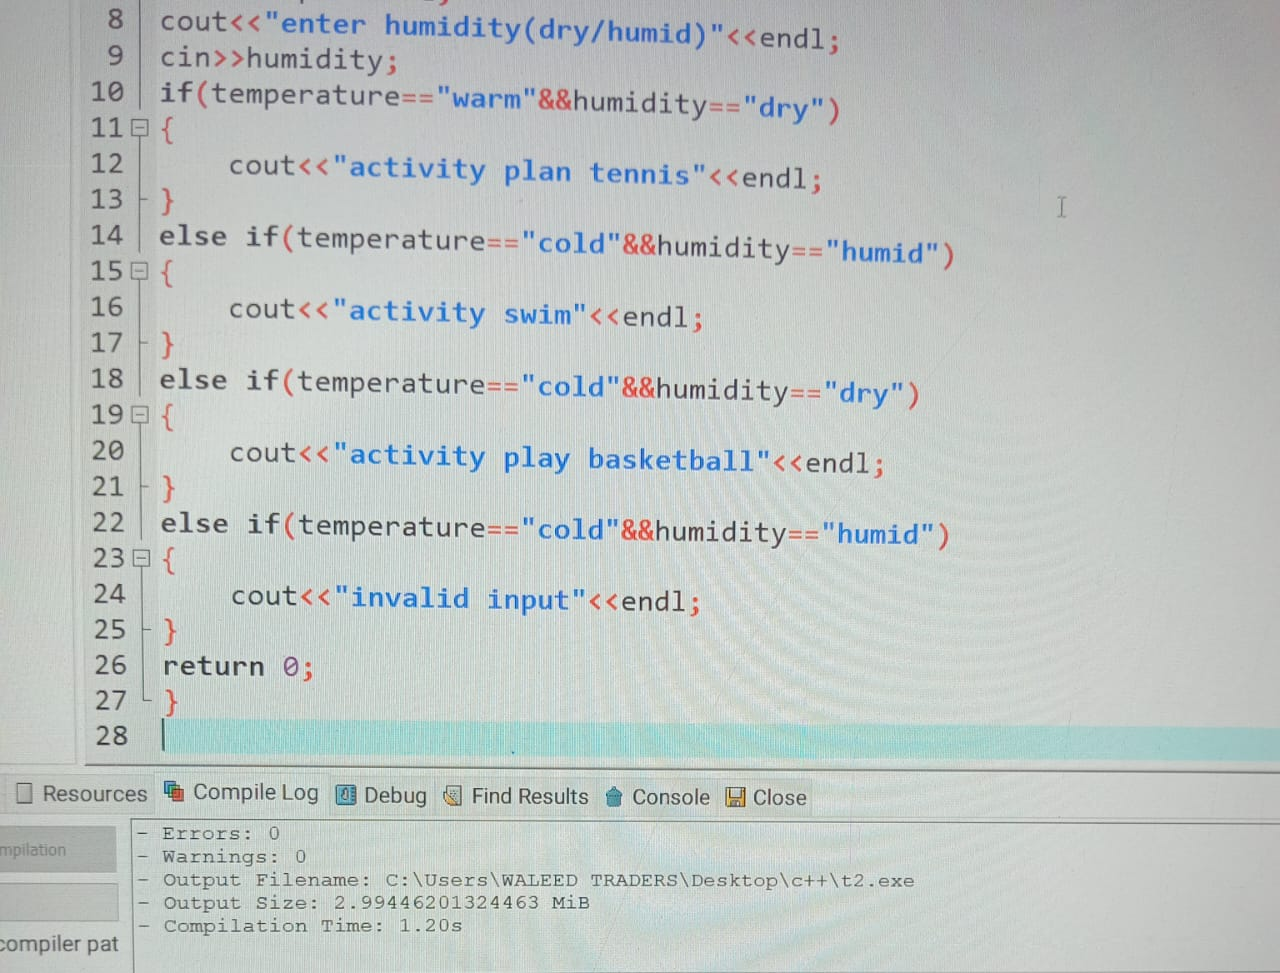 8 cout<<"enter humidity(dry/humid)"<<endl;
9 cin>>humidity;
10 if(temperature=="warm"&&humidity=="dry")
11 {
12 cout<<"activity plan tennis"<<endl;
13 }
14 else if(temperature=="cold"&&humidity=="humid")
15 {
16 cout<<"activity swim"<<endl;
17 }
18 else if(temperature=="cold"&&humidity=="dry")
19 {
20 cout<<"activity play basketball"<<endl;
21 }
22 else if(temperature=="cold"&&humidity=="humid")
23 {
24 cout<<"invalid input"<<endl;
25 }
26 return 0;
27 }
28
Resources Compile Log Debug Find Results Console Close
- Errors: 0
mpilation
- Warnings: 0
- Output Filename: C:\Users\WALEED TRADERS\Desktop\c++\t2.exe
- Output Size: 2.99446201324463 MiB
- Compilation Time: 1.20s
compiler pat